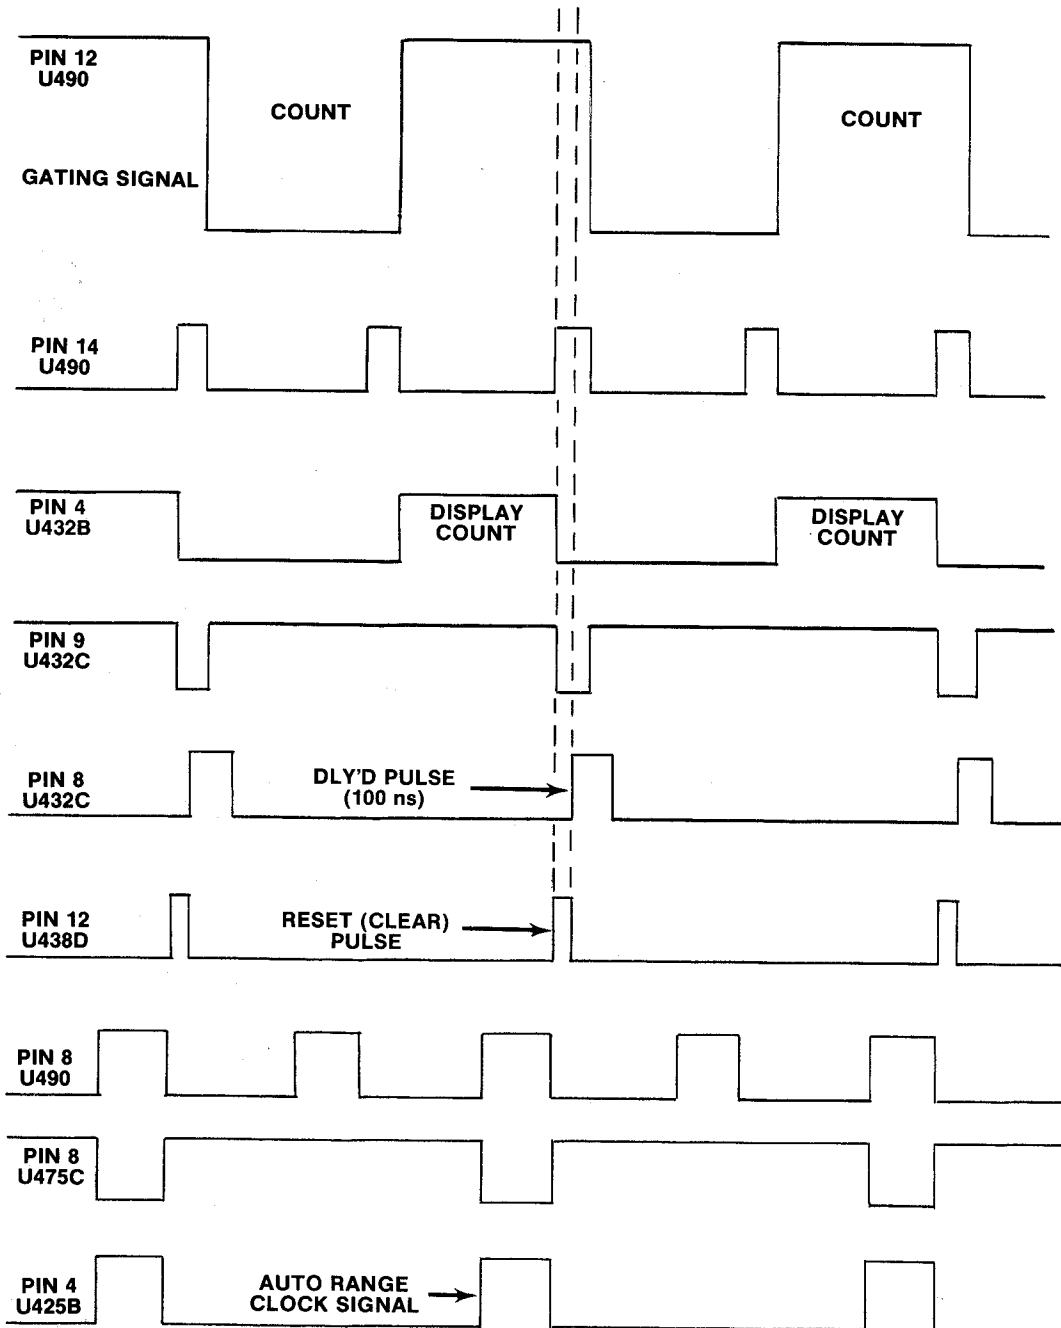 PIN 12
U490
COUNT
COUNT
GATING SIGNAL
PIN 14
U490
PIN 4
U432B
DISPLAY
COUNT
DISPLAY
COUNT
PIN 9
U432C
PIN 8
U432C
DLY'D PULSE
(100 ns)
PIN 12
U438D
RESET (CLEAR)
PULSE
PIN 8
U490
PIN 8
U475C
PIN 4
U425B
AUTO RANGE
CLOCK SIGNAL